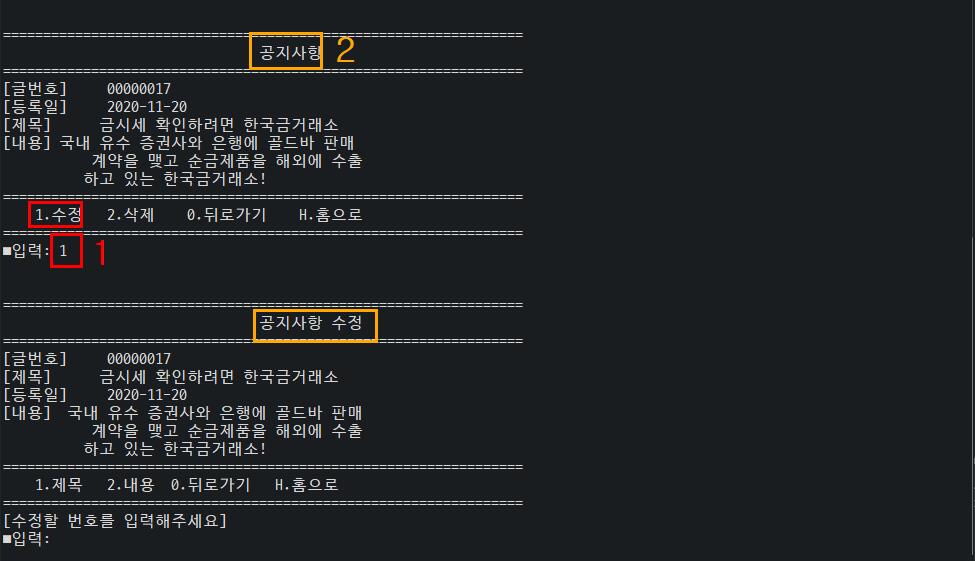 =================================================================
공지사항 2
=================================================================
[글번호] 00000017
[등록일] 2020-11-20
[제목] 금시세 확인하려면 한국금거래소
[내용] 국내 유수 증권사와 은행에 골드바 판매
계약을 맺고 순금제품을 해외에 수출
하고 있는 한국금거래소!
=================================================================
1.수정 2.삭제 0.뒤로가기 H.홈으로
=================================================================
■입력: 1 1
=================================================================
공지사항 수정
=================================================================
[글번호] 00000017
[제목] 금시세 확인하려면 한국금거래소
[등록일] 2020-11-20
[내용] 국내 유수 증권사와 은행에 골드바 판매
계약을 맺고 순금제품을 해외에 수출
하고 있는 한국금거래소!
=================================================================
1.제목 2.내용 0.뒤로가기 H.홈으로
=================================================================
[수정할 번호를 입력해주세요]
■입력: